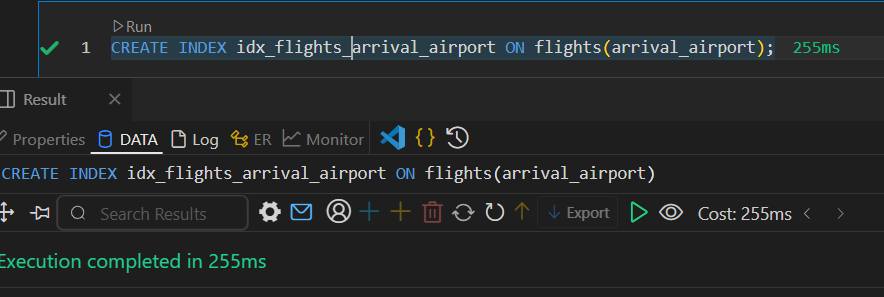 Run
1 CREATE INDEX idx_flights_arrival_airport ON flights(arrival_airport); 255ms
Result
Properties DATA Log ER Monitor {}
CREATE INDEX idx_flights_arrival_airport ON flights(arrival_airport)
Search Results Export Cost: 255ms
Execution completed in 255ms